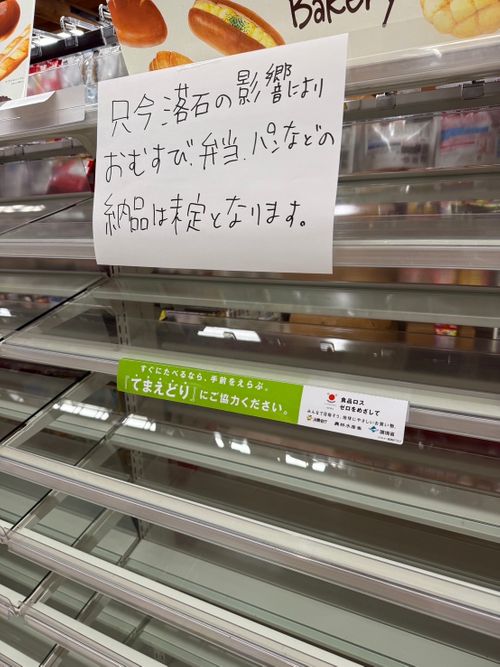 Bakery
只今落石の影響により
おむすび、弁当、パンなどの
納品は未定となります。
すぐにたべるなら、手前をえらぶ。
『てまえどり』にご協力ください。
食品ロス
ゼロをめざして
消費者庁 農林水産省 環境省